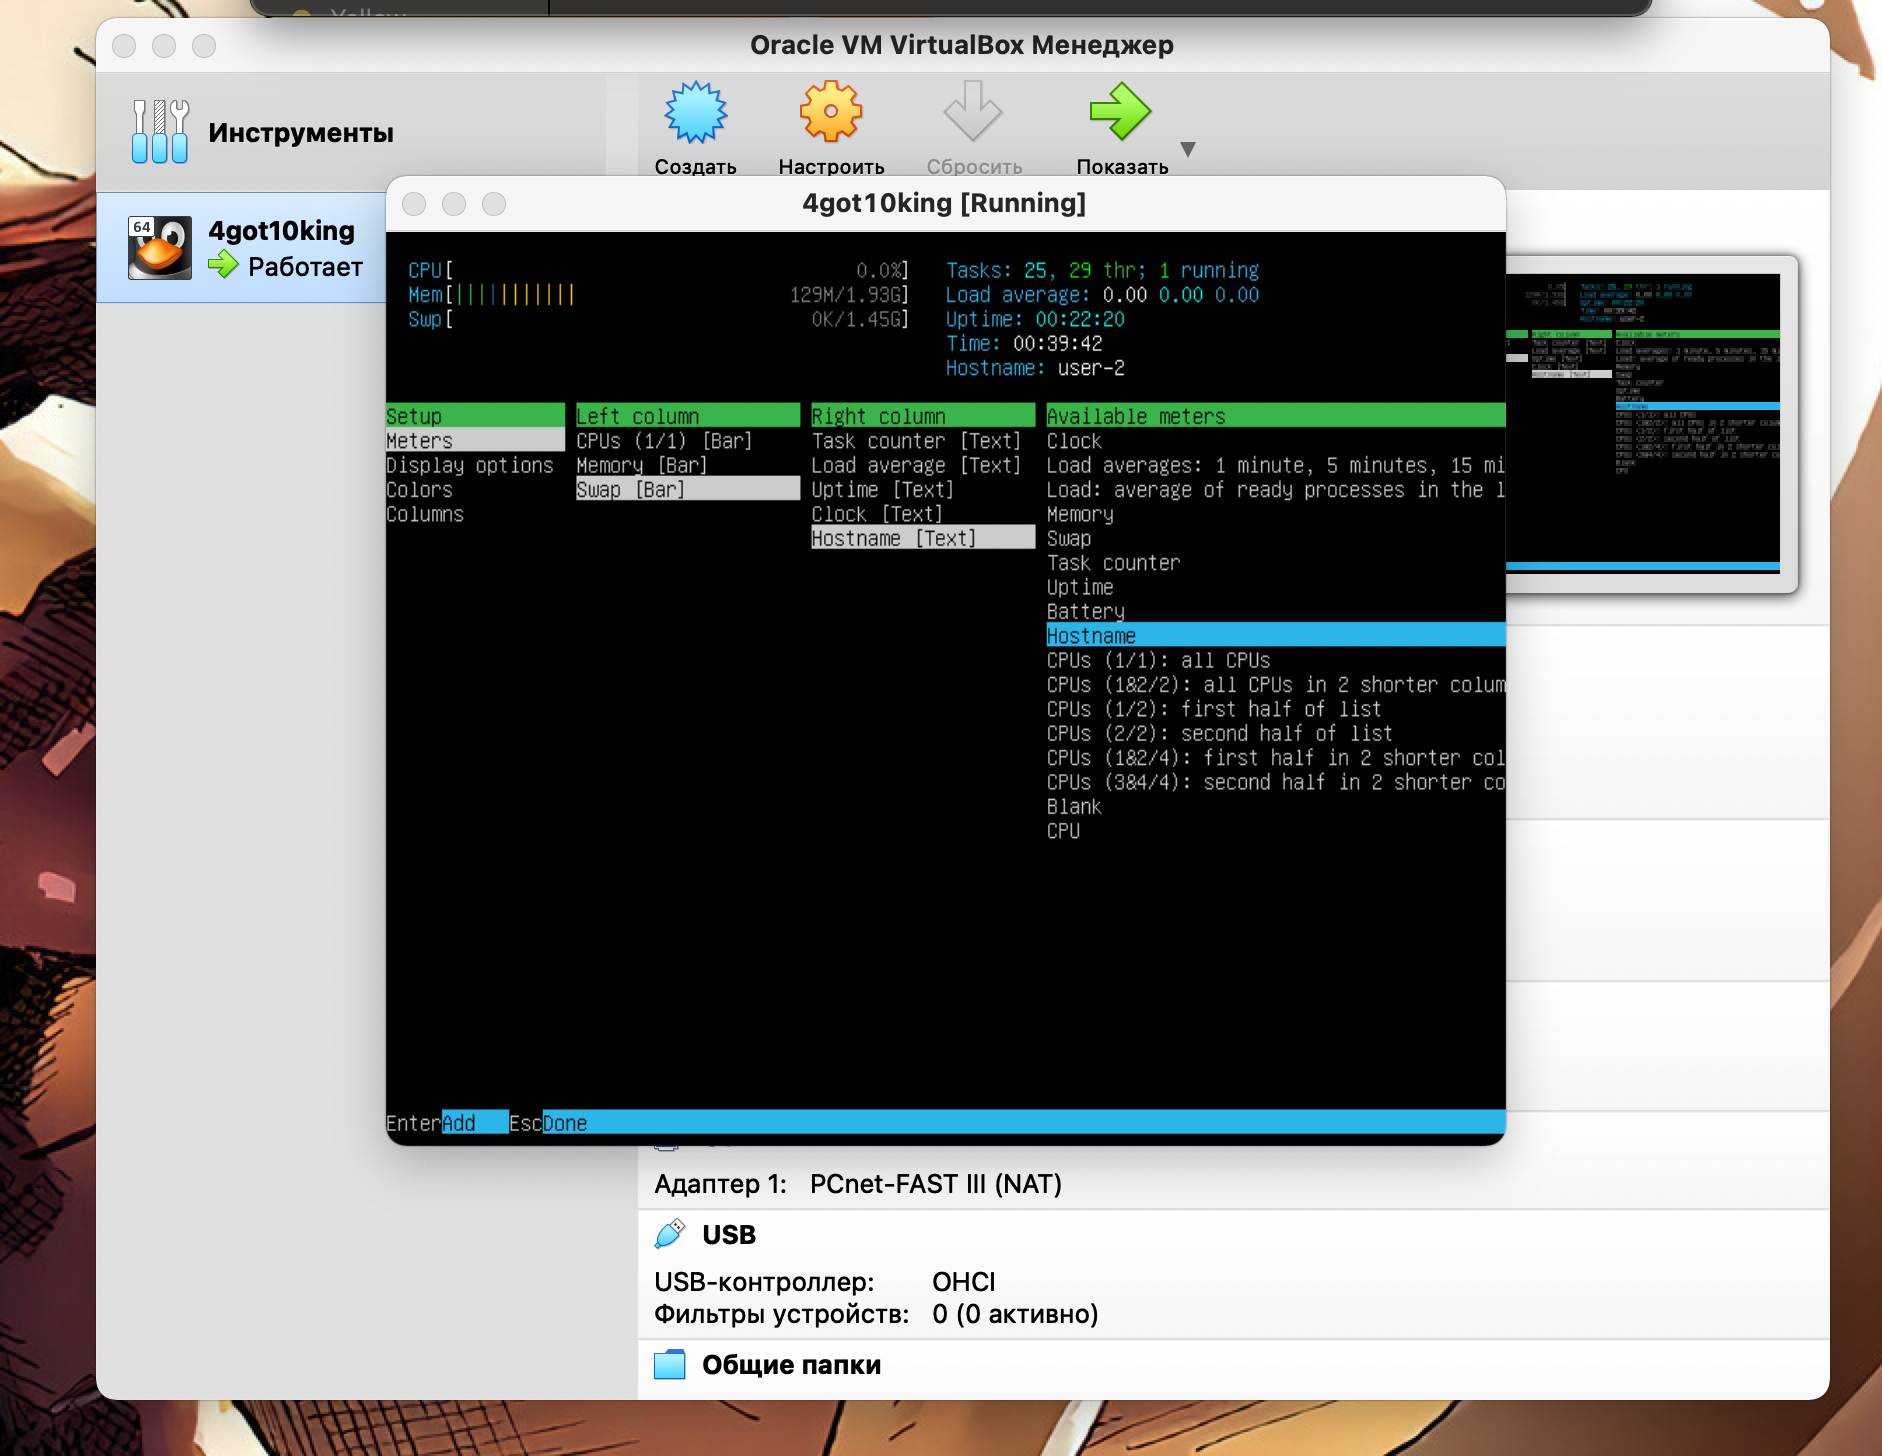 Oracle VM VirtualBox Менеджер
Инструменты
Создать
Настроить
Сбросить
Показать
64
4got10king
Работает
4got10king [Running]
CPU[ 0.0%]
Mem[|||||||||||| 129M/1.93G]
Swp[ 0K/1.45G]
Tasks: 25, 29 thr; 1 running
Load average: 0.00 0.00 0.00
Uptime: 00:22:20
Time: 00:39:42
Hostname: user-2
Setup
Meters
Display options
Colors
Columns
Left column
CPUs (1/1) [Bar]
Memory [Bar]
Swap [Bar]
Right column
Task counter [Text]
Load average [Text]
Uptime [Text]
Clock [Text]
Hostname [Text]
Available meters
Clock
Load averages: 1 minute, 5 minutes, 15 mi
Load: average of ready processes in the l
Memory
Swap
Task counter
Uptime
Battery
Hostname
CPUs (1/1): all CPUs
CPUs (1&2/2): all CPUs in 2 shorter colum
CPUs (1/2): first half of list
CPUs (2/2): second half of list
CPUs (1&2/4): first half in 2 shorter col
CPUs (3&4/4): second half in 2 shorter co
Blank
CPU
EnterAdd EscDone
Адаптер 1: PCnet-FAST III (NAT)
USB
USB-контроллер: OHCI
Фильтры устройств: 0 (0 активно)
Общие папки